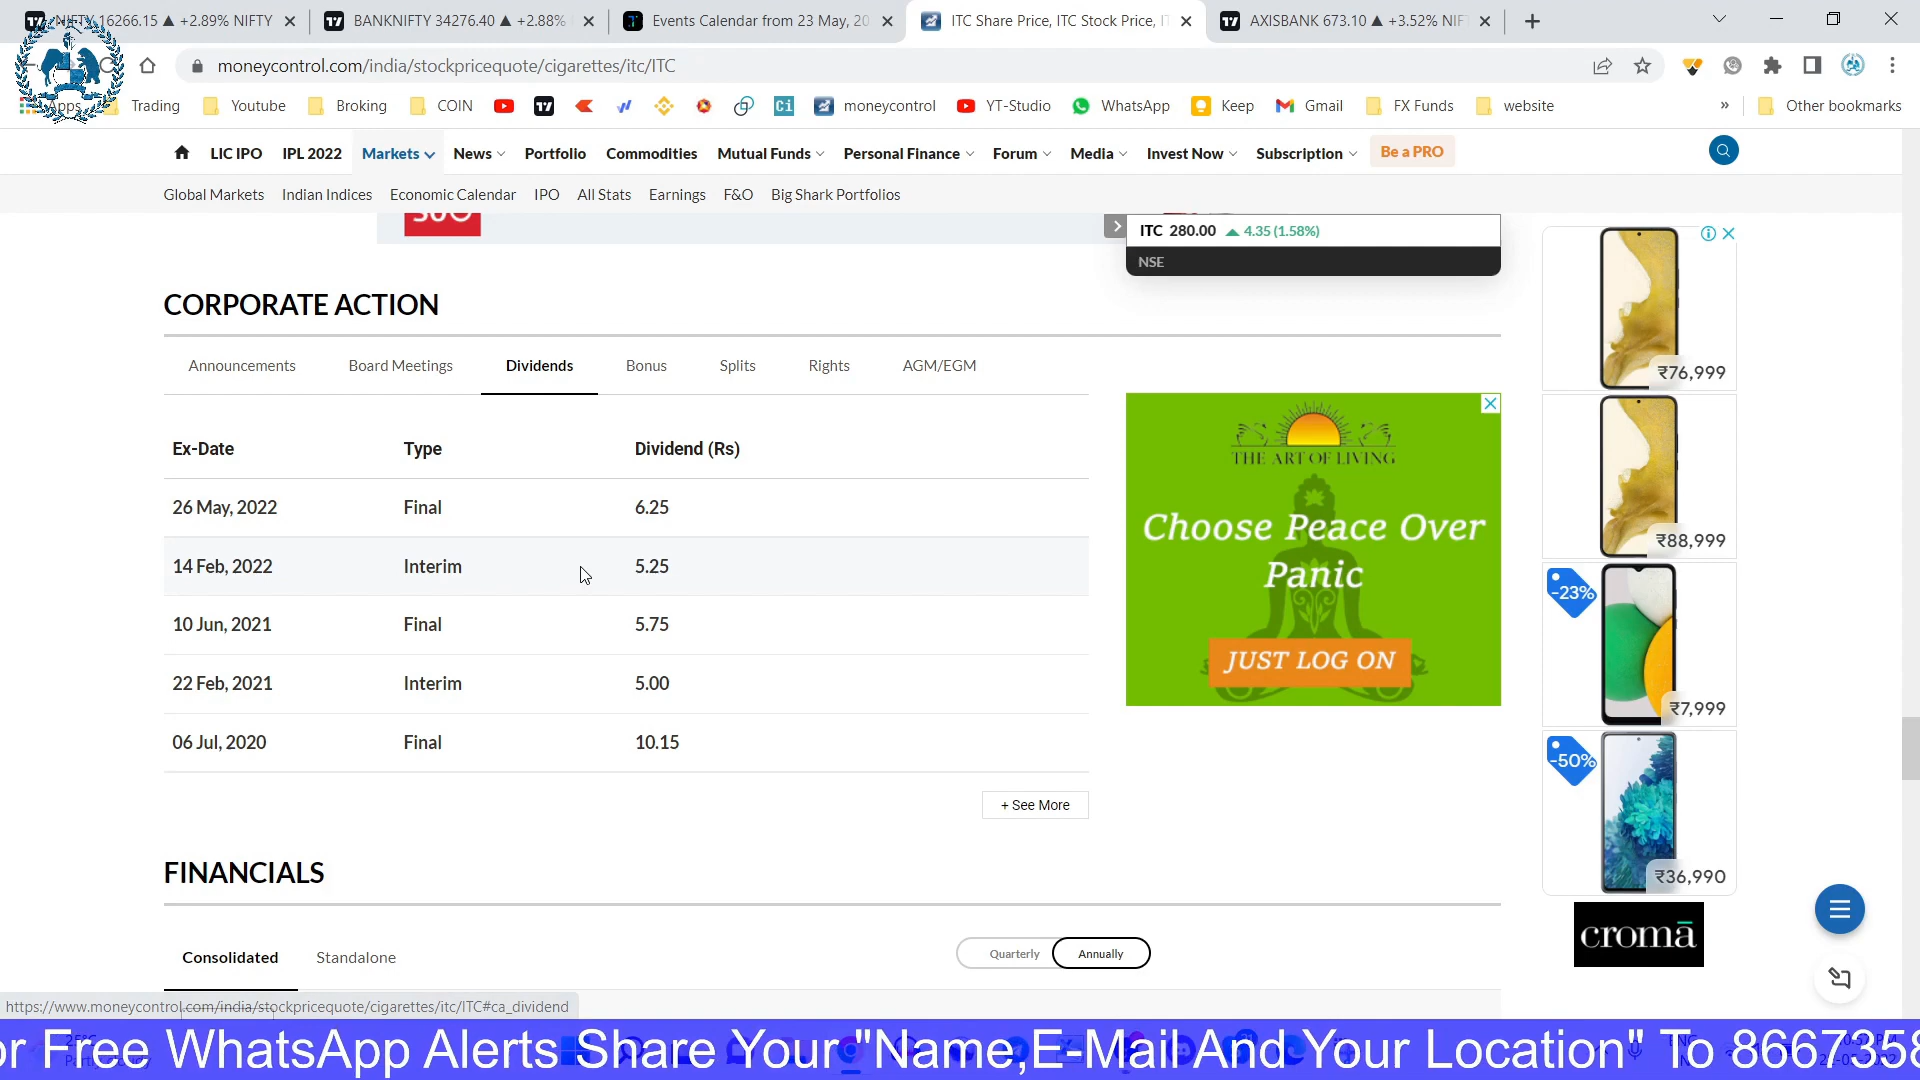 NIFTY 16266.15 ▲ +2.89% NIFTY
BANKNIFTY 34276.40 ▲ +2.88%
Events Calendar from 23 May, 20
ITC Share Price, ITC Stock Price, IT
AXISBANK 673.10 ▲ +3.52% NIFT
moneycontrol.com/india/stockpricequote/cigarettes/itc/ITC
Apps
Trading
Youtube
Broking
COIN
moneycontrol
YT-Studio
WhatsApp
Keep
Gmail
FX Funds
website
»
Other bookmarks
LIC IPO
IPL 2022
Markets
News
Portfolio
Commodities
Mutual Funds
Personal Finance
Forum
Media
Invest Now
Subscription
Be a PRO
Global Markets
Indian Indices
Economic Calendar
IPO
All Stats
Earnings
F&O
Big Shark Portfolios
ITC 280.00 ▲ 4.35 (1.58%)
NSE
CORPORATE ACTION
Announcements
Board Meetings
Dividends
Bonus
Splits
Rights
AGM/EGM
Ex-Date Type Dividend (Rs)
26 May, 2022 Final 6.25
14 Feb, 2022 Interim 5.25
10 Jun, 2021 Final 5.75
22 Feb, 2021 Interim 5.00
06 Jul, 2020 Final 10.15
+ See More
THE ART OF LIVING
Choose Peace Over
Panic
JUST LOG ON
₹76,999
₹88,999
-23%
₹7,999
-50%
₹36,990
cromā
FINANCIALS
Consolidated
Standalone
Quarterly
Annually
https://www.moneycontrol.com/india/stockpricequote/cigarettes/itc/ITC#ca_dividend
or Free WhatsApp Alerts Share Your "Name,E-Mail And Your Location" To 8667358